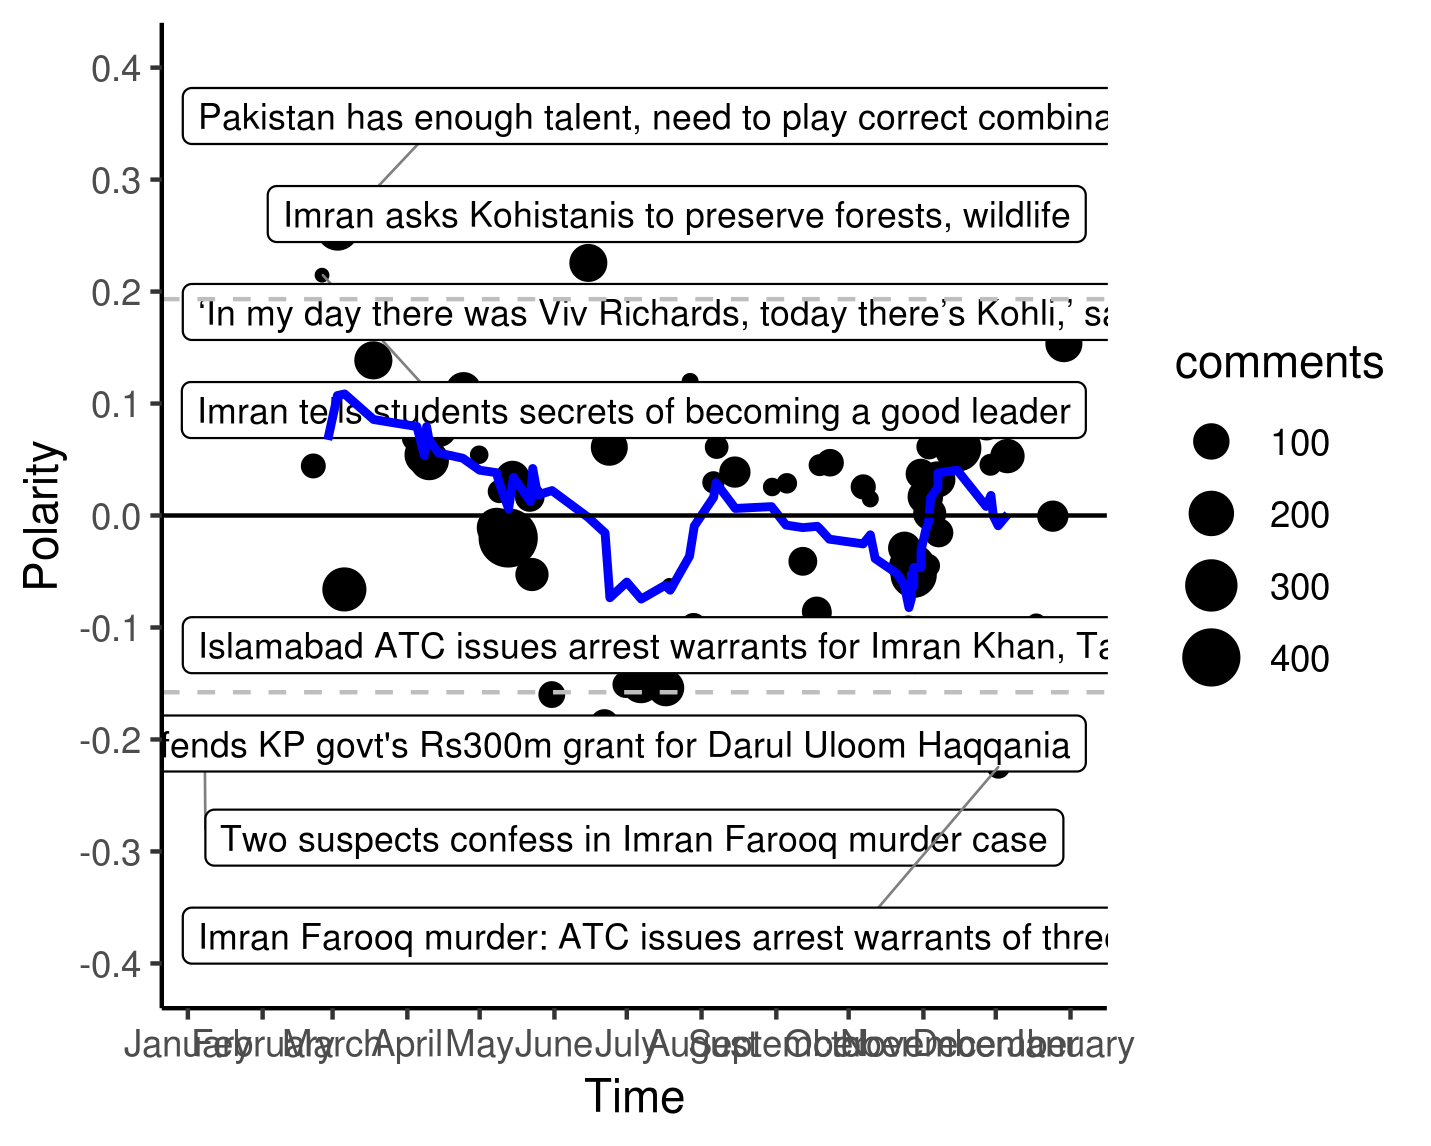 0.4
0.3
0.2
0.1
0.0
-0.1
-0.2
-0.3
-0.4
Polarity
Pakistan has enough talent, need to play correct combina
Imran asks Kohistanis to preserve forests, wildlife
‘In my day there was Viv Richards, today there’s Kohli,’ sa
Imran tells students secrets of becoming a good leader
Islamabad ATC issues arrest warrants for Imran Khan, Ta
fends KP govt's Rs300m grant for Darul Uloom Haqqania
Two suspects confess in Imran Farooq murder case
Imran Farooq murder: ATC issues arrest warrants of three
January February March April May June July August September October November December January
Time
comments
100
200
300
400